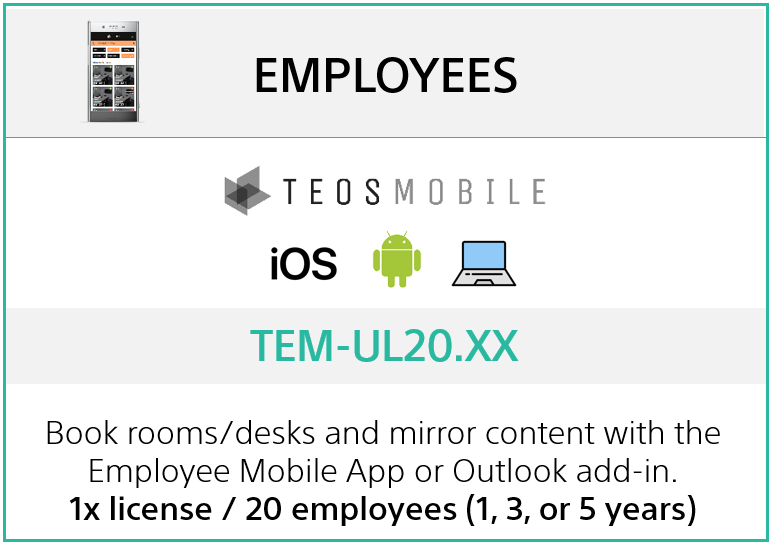 EMPLOYEES
TEOSMOBILE
iOS
TEM-UL20.XX
Book rooms/desks and mirror content with the
Employee Mobile App or Outlook add-in.
1x license / 20 employees (1, 3, or 5 years)